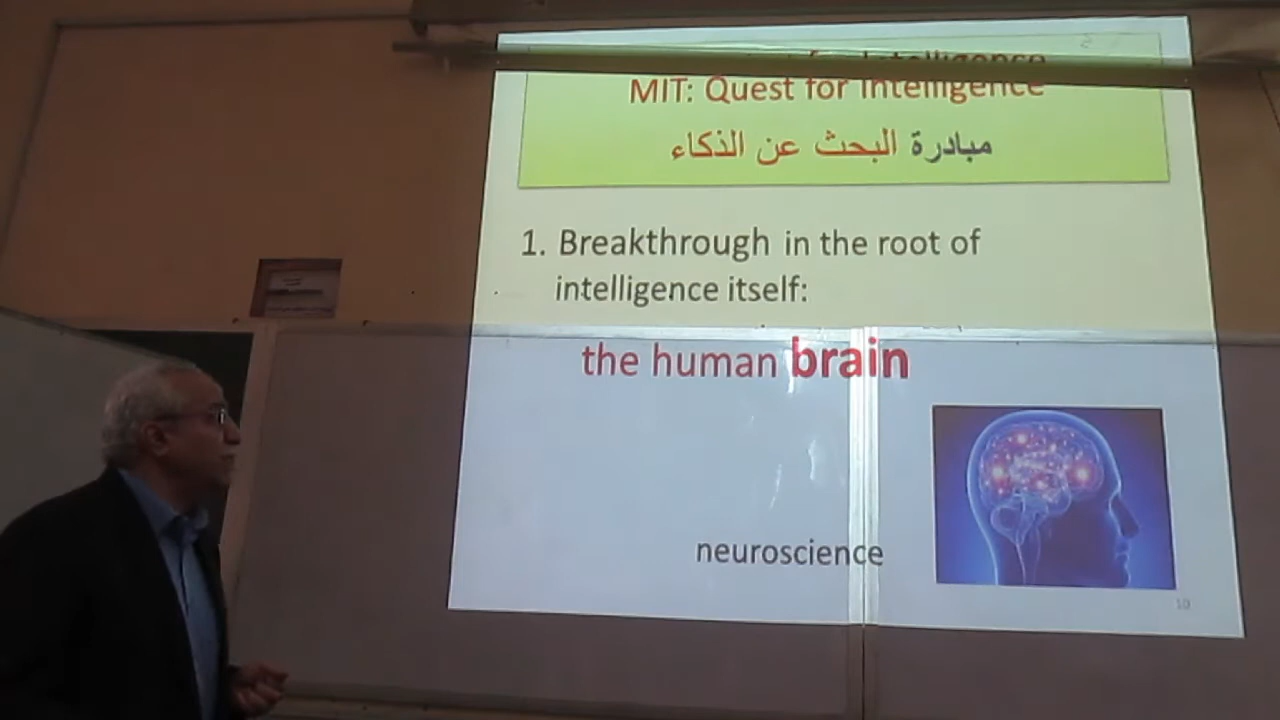 MIT: Quest for Intelligence
مبادرة البحث عن الذكاء
1. Breakthrough in the root of
intelligence itself:
the human brain
neuroscience
10